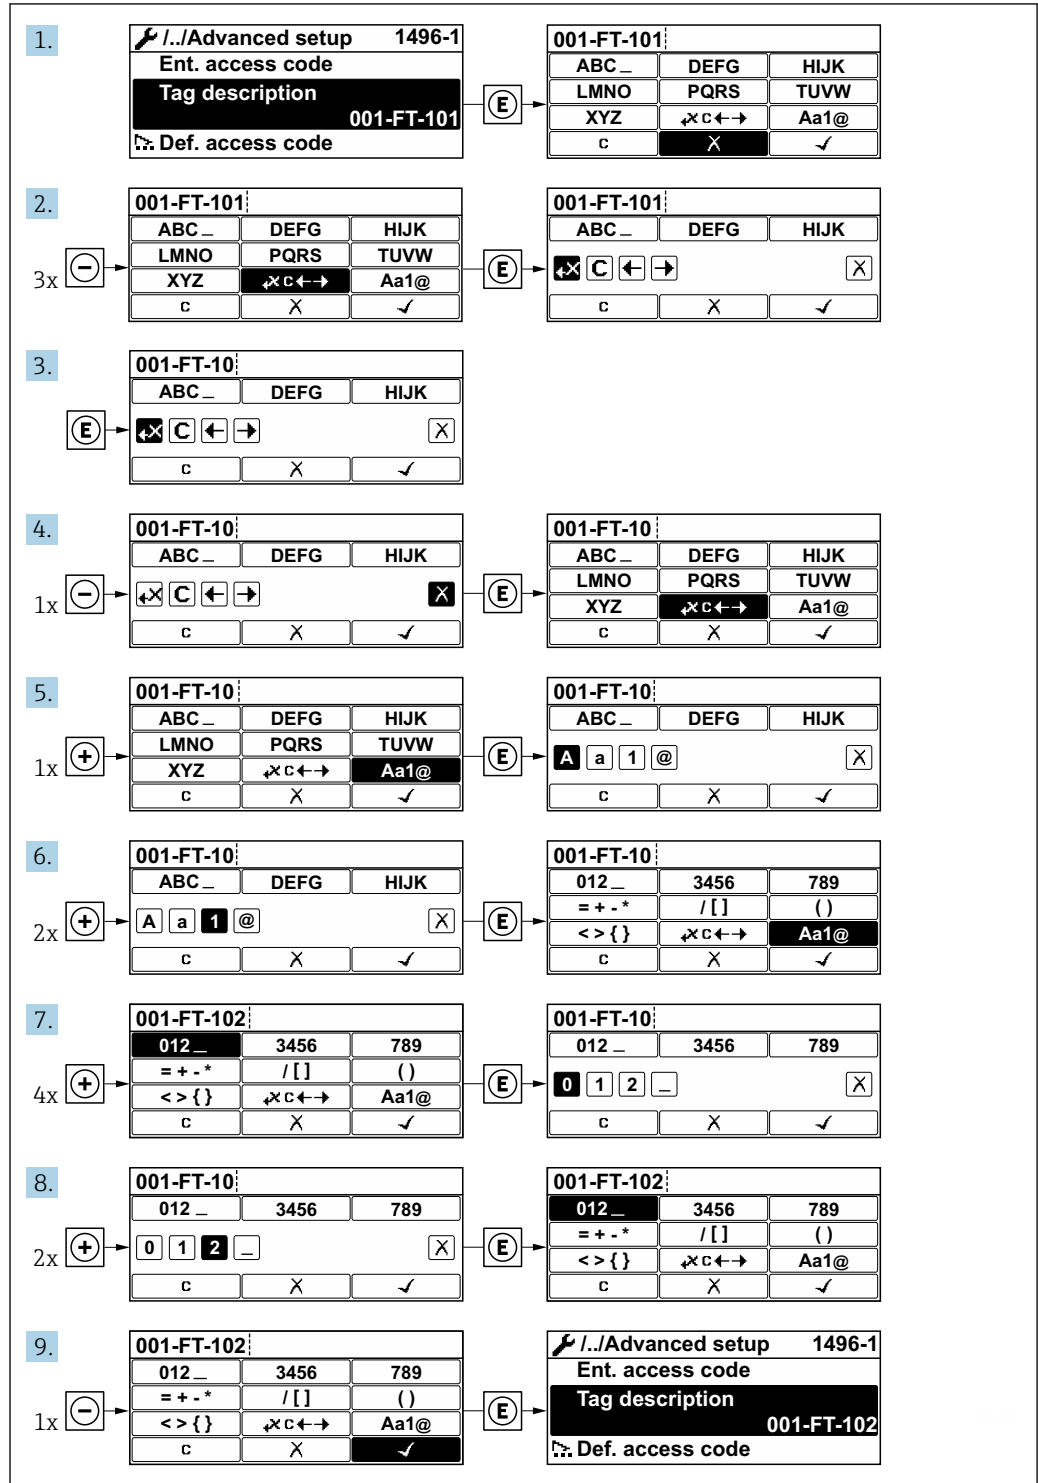 1.
/../Advanced setup 1496-1
Ent. access code
Tag description
001-FT-101
Def. access code
E
001-FT-101
ABC_ DEFG HIJK
LMNO PQRS TUVW
XYZ ↵X C ← → Aa1@
C X ✓
2.
3x −
001-FT-101
ABC_ DEFG HIJK
LMNO PQRS TUVW
XYZ ↵X C ← → Aa1@
C X ✓
E
001-FT-101
ABC_ DEFG HIJK
↵X C ← → X
C X ✓
3.
E
001-FT-10
ABC_ DEFG HIJK
↵X C ← → X
C X ✓
4.
1x −
001-FT-10
ABC_ DEFG HIJK
↵X C ← → X
C X ✓
E
001-FT-10
ABC_ DEFG HIJK
LMNO PQRS TUVW
XYZ ↵X C ← → Aa1@
C X ✓
5.
1x +
001-FT-10
ABC_ DEFG HIJK
LMNO PQRS TUVW
XYZ ↵X C ← → Aa1@
C X ✓
E
001-FT-10
ABC_ DEFG HIJK
A a 1 @ X
C X ✓
6.
2x +
001-FT-10
ABC_ DEFG HIJK
A a 1 @ X
C X ✓
E
001-FT-10
012_ 3456 789
= + - * / [ ] ( )
< > { } ↵X C ← → Aa1@
C X ✓
7.
4x +
001-FT-102
012_ 3456 789
= + - * / [ ] ( )
< > { } ↵X C ← → Aa1@
C X ✓
E
001-FT-10
012_ 3456 789
0 1 2 _ X
C X ✓
8.
2x +
001-FT-10
012_ 3456 789
0 1 2 _ X
C X ✓
E
001-FT-102
012_ 3456 789
= + - * / [ ] ( )
< > { } ↵X C ← → Aa1@
C X ✓
9.
1x −
001-FT-102
012_ 3456 789
= + - * / [ ] ( )
< > { } ↵X C ← → Aa1@
C X ✓
E
/../Advanced setup 1496-1
Ent. access code
Tag description
001-FT-102
Def. access code